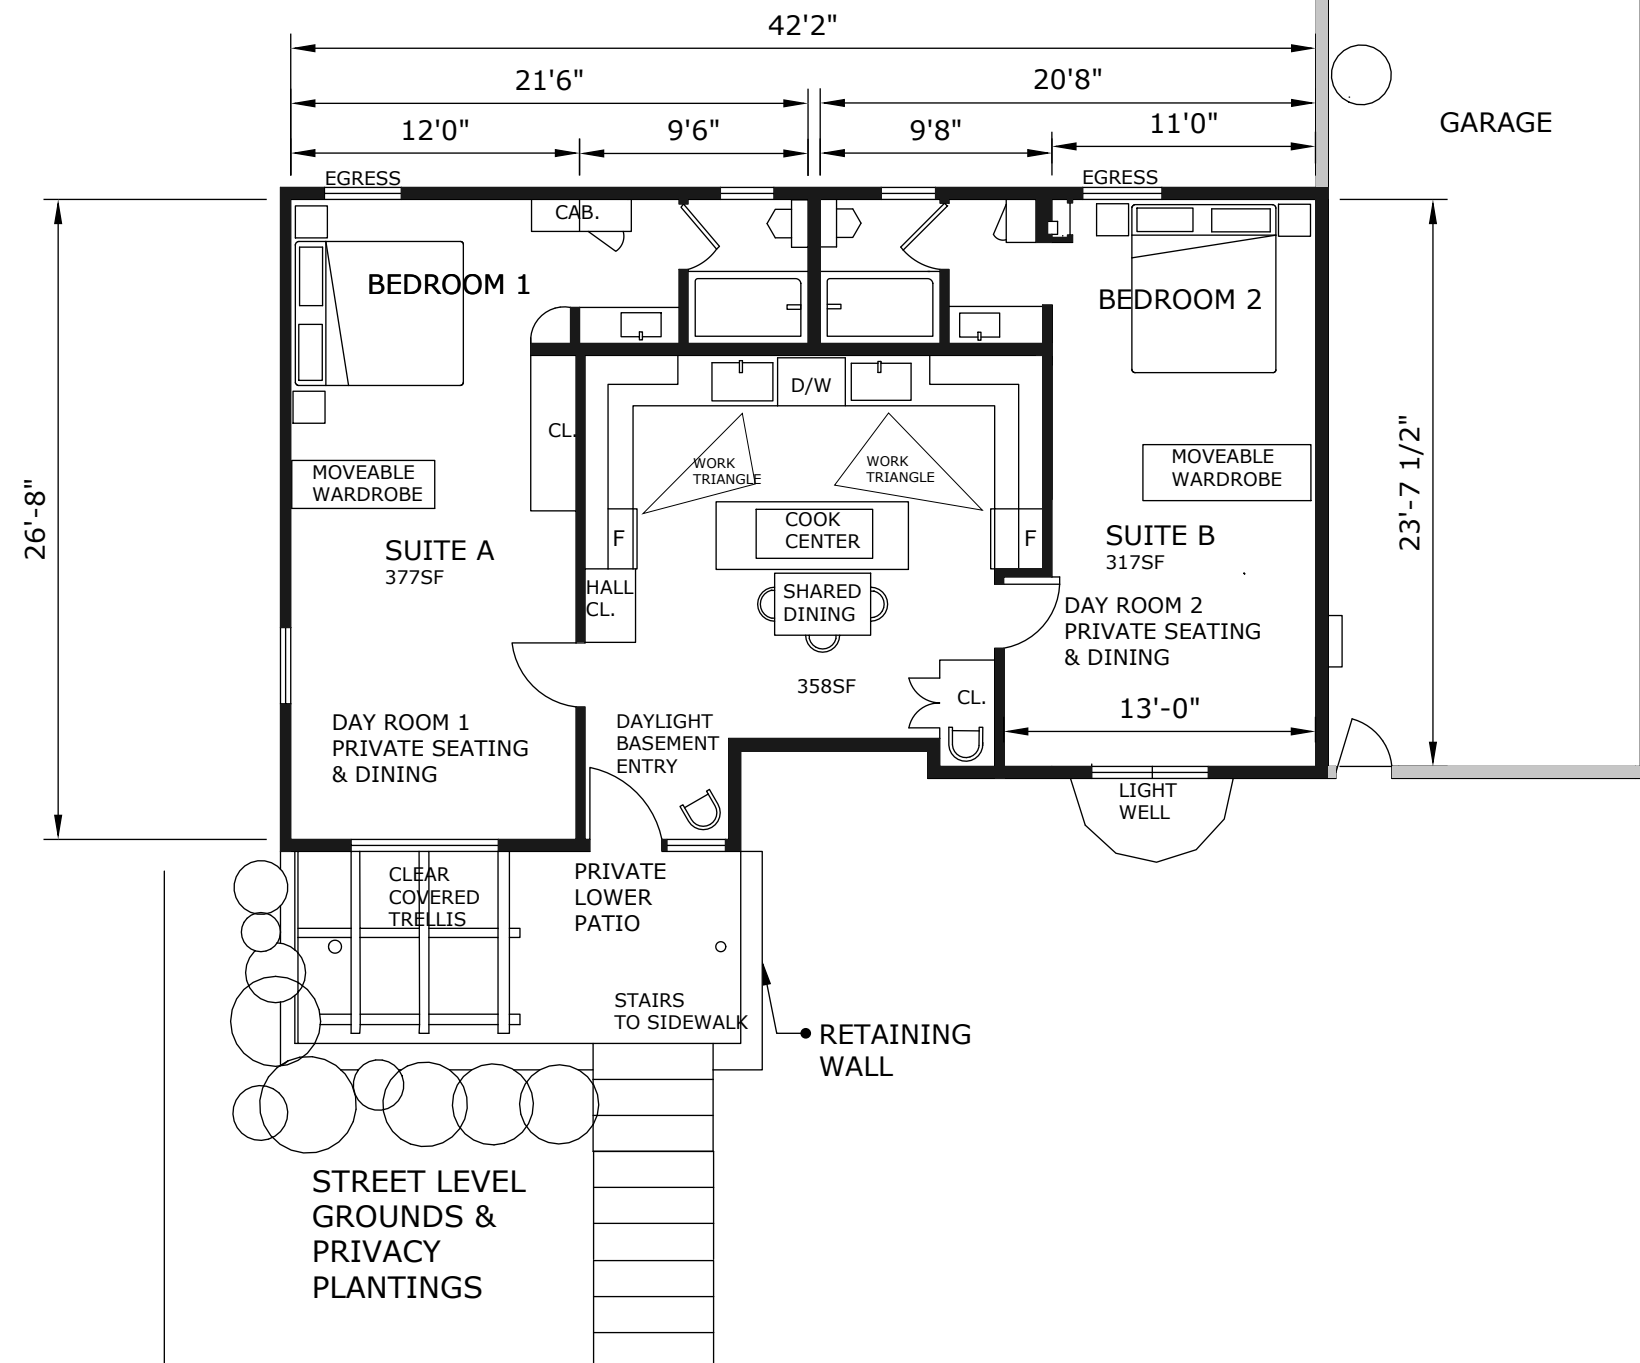 42'2"
21'6"
20'8"
12'0"
9'6"
9'8"
11'0"
GARAGE
EGRESS
EGRESS
CAB.
BEDROOM 1
BEDROOM 2
D/W
CL.
WORK
TRIANGLE
WORK
TRIANGLE
MOVEABLE
WARDROBE
MOVEABLE
WARDROBE
26'-8"
23'-7 1/2"
COOK
CENTER
F
F
SUITE A
377SF
SUITE B
317SF
HALL
CL.
SHARED
DINING
DAY ROOM 2
PRIVATE SEATING
& DINING
358SF
CL.
13'-0"
DAY ROOM 1
PRIVATE SEATING
& DINING
DAYLIGHT
BASEMENT
ENTRY
LIGHT
WELL
CLEAR
COVERED
TRELLIS
PRIVATE
LOWER
PATIO
STAIRS
TO SIDEWALK
RETAINING
WALL
STREET LEVEL
GROUNDS &
PRIVACY
PLANTINGS